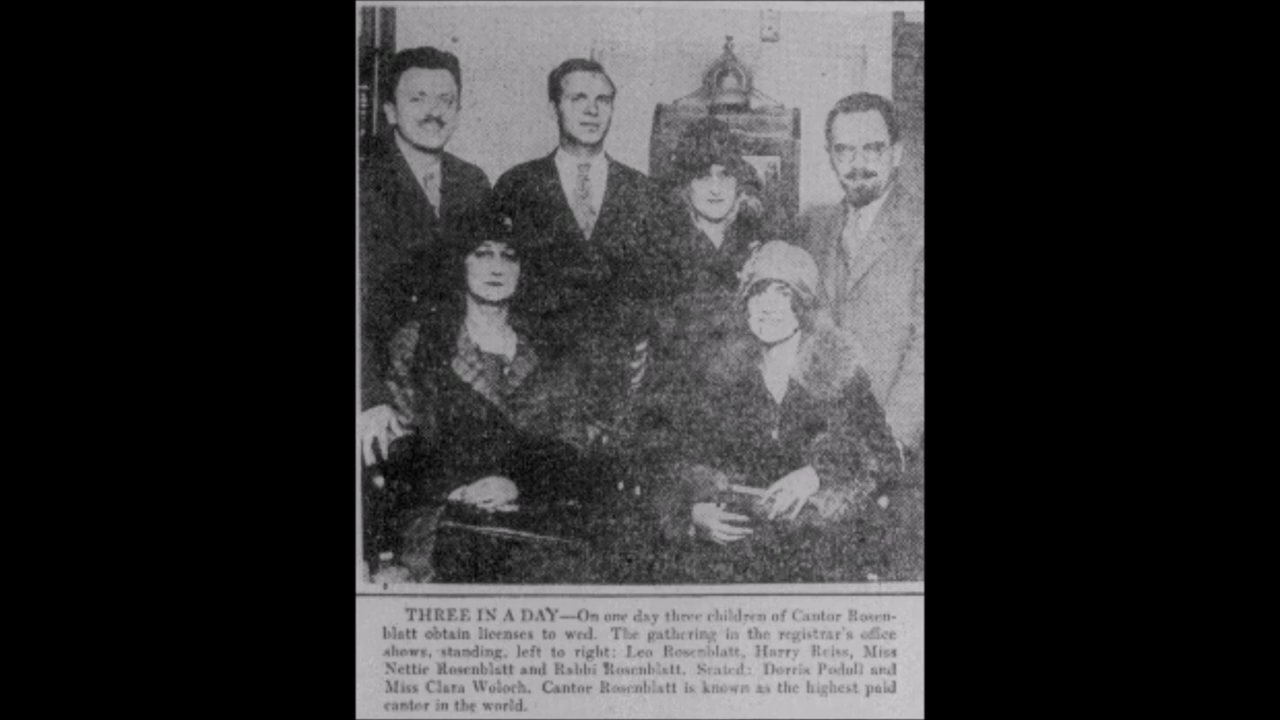 THREE IN A DAY—On one day three children of Cantor Rosen-
blatt obtain licenses to wed. The gathering in the registrar's office
shows, standing, left to right: Leo Rosenblatt, Harry Reiss, Miss
Nettie Rosenblatt and Rabbi Rosenblatt. Seated: Dorris Podull and
Miss Clara Woloch. Cantor Rosenblatt is known as the highest paid
cantor in the world.